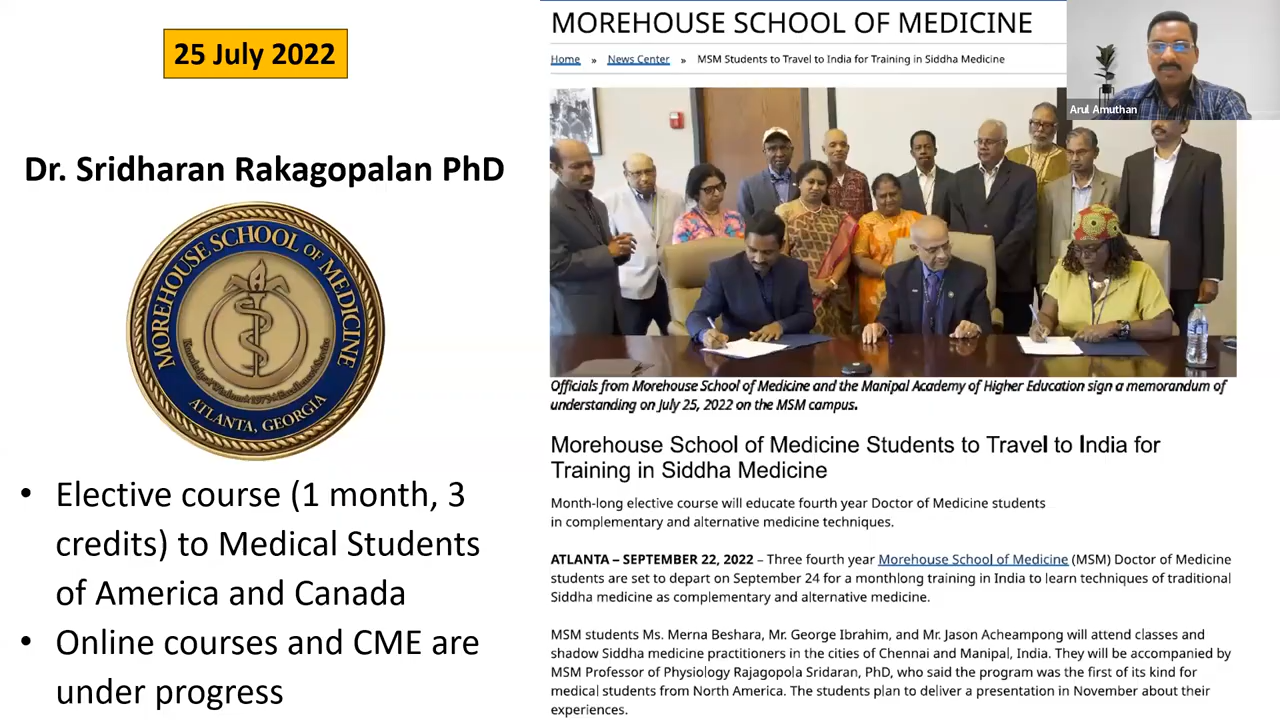 25 July 2022
Dr. Sridharan Rakagopalan PhD
MOREHOUSE SCHOOL OF MEDICINE
ATLANTA, GEORGIA
• Elective course (1 month, 3
credits) to Medical Students
of America and Canada
• Online courses and CME are
under progress
MOREHOUSE SCHOOL OF MEDICINE
Home » News Center » MSM Students to Travel to India for Training in Siddha Medicine
Arul Amuthan
Officials from Morehouse School of Medicine and the Manipal Academy of Higher Education sign a memorandum of
understanding on July 25, 2022 on the MSM campus.
Morehouse School of Medicine Students to Travel to India for
Training in Siddha Medicine
Month-long elective course will educate fourth year Doctor of Medicine students
in complementary and alternative medicine techniques.
ATLANTA – SEPTEMBER 22, 2022 – Three fourth year Morehouse School of Medicine (MSM) Doctor of Medicine
students are set to depart on September 24 for a monthlong training in India to learn techniques of traditional
Siddha medicine as complementary and alternative medicine.
MSM students Ms. Merna Beshara, Mr. George Ibrahim, and Mr. Jason Acheampong will attend classes and
shadow Siddha medicine practitioners in the cities of Chennai and Manipal, India. They will be accompanied by
MSM Professor of Physiology Rajagopola Sridaran, PhD, who said the program was the first of its kind for
medical students from North America. The students plan to deliver a presentation in November about their
experiences.